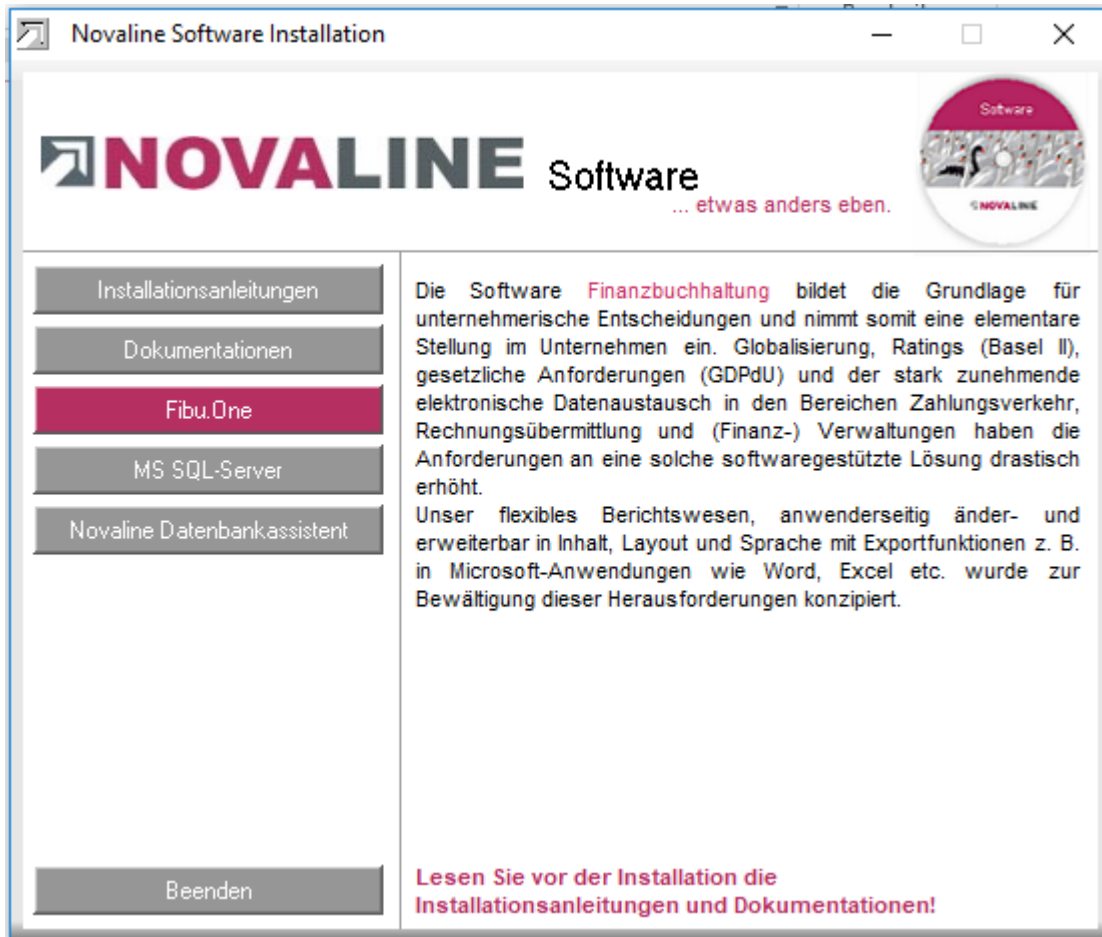 Novaline Software Installation
NOVALINE Software
... etwas anders eben.
Software
NOVALINE
Installationsanleitungen
Dokumentationen
Fibu.One
MS SQL-Server
Novaline Datenbankassistent
Beenden
Die Software Finanzbuchhaltung bildet die Grundlage für
unternehmerische Entscheidungen und nimmt somit eine elementare
Stellung im Unternehmen ein. Globalisierung, Ratings (Basel II),
gesetzliche Anforderungen (GDPdU) und der stark zunehmende
elektronische Datenaustausch in den Bereichen Zahlungsverkehr,
Rechnungsübermittlung und (Finanz-) Verwaltungen haben die
Anforderungen an eine solche softwaregestützte Lösung drastisch
erhöht.
Unser flexibles Berichtswesen, anwenderseitig änder- und
erweiterbar in Inhalt, Layout und Sprache mit Exportfunktionen z. B.
in Microsoft-Anwendungen wie Word, Excel etc. wurde zur
Bewältigung dieser Herausforderungen konzipiert.
Lesen Sie vor der Installation die
Installationsanleitungen und Dokumentationen!